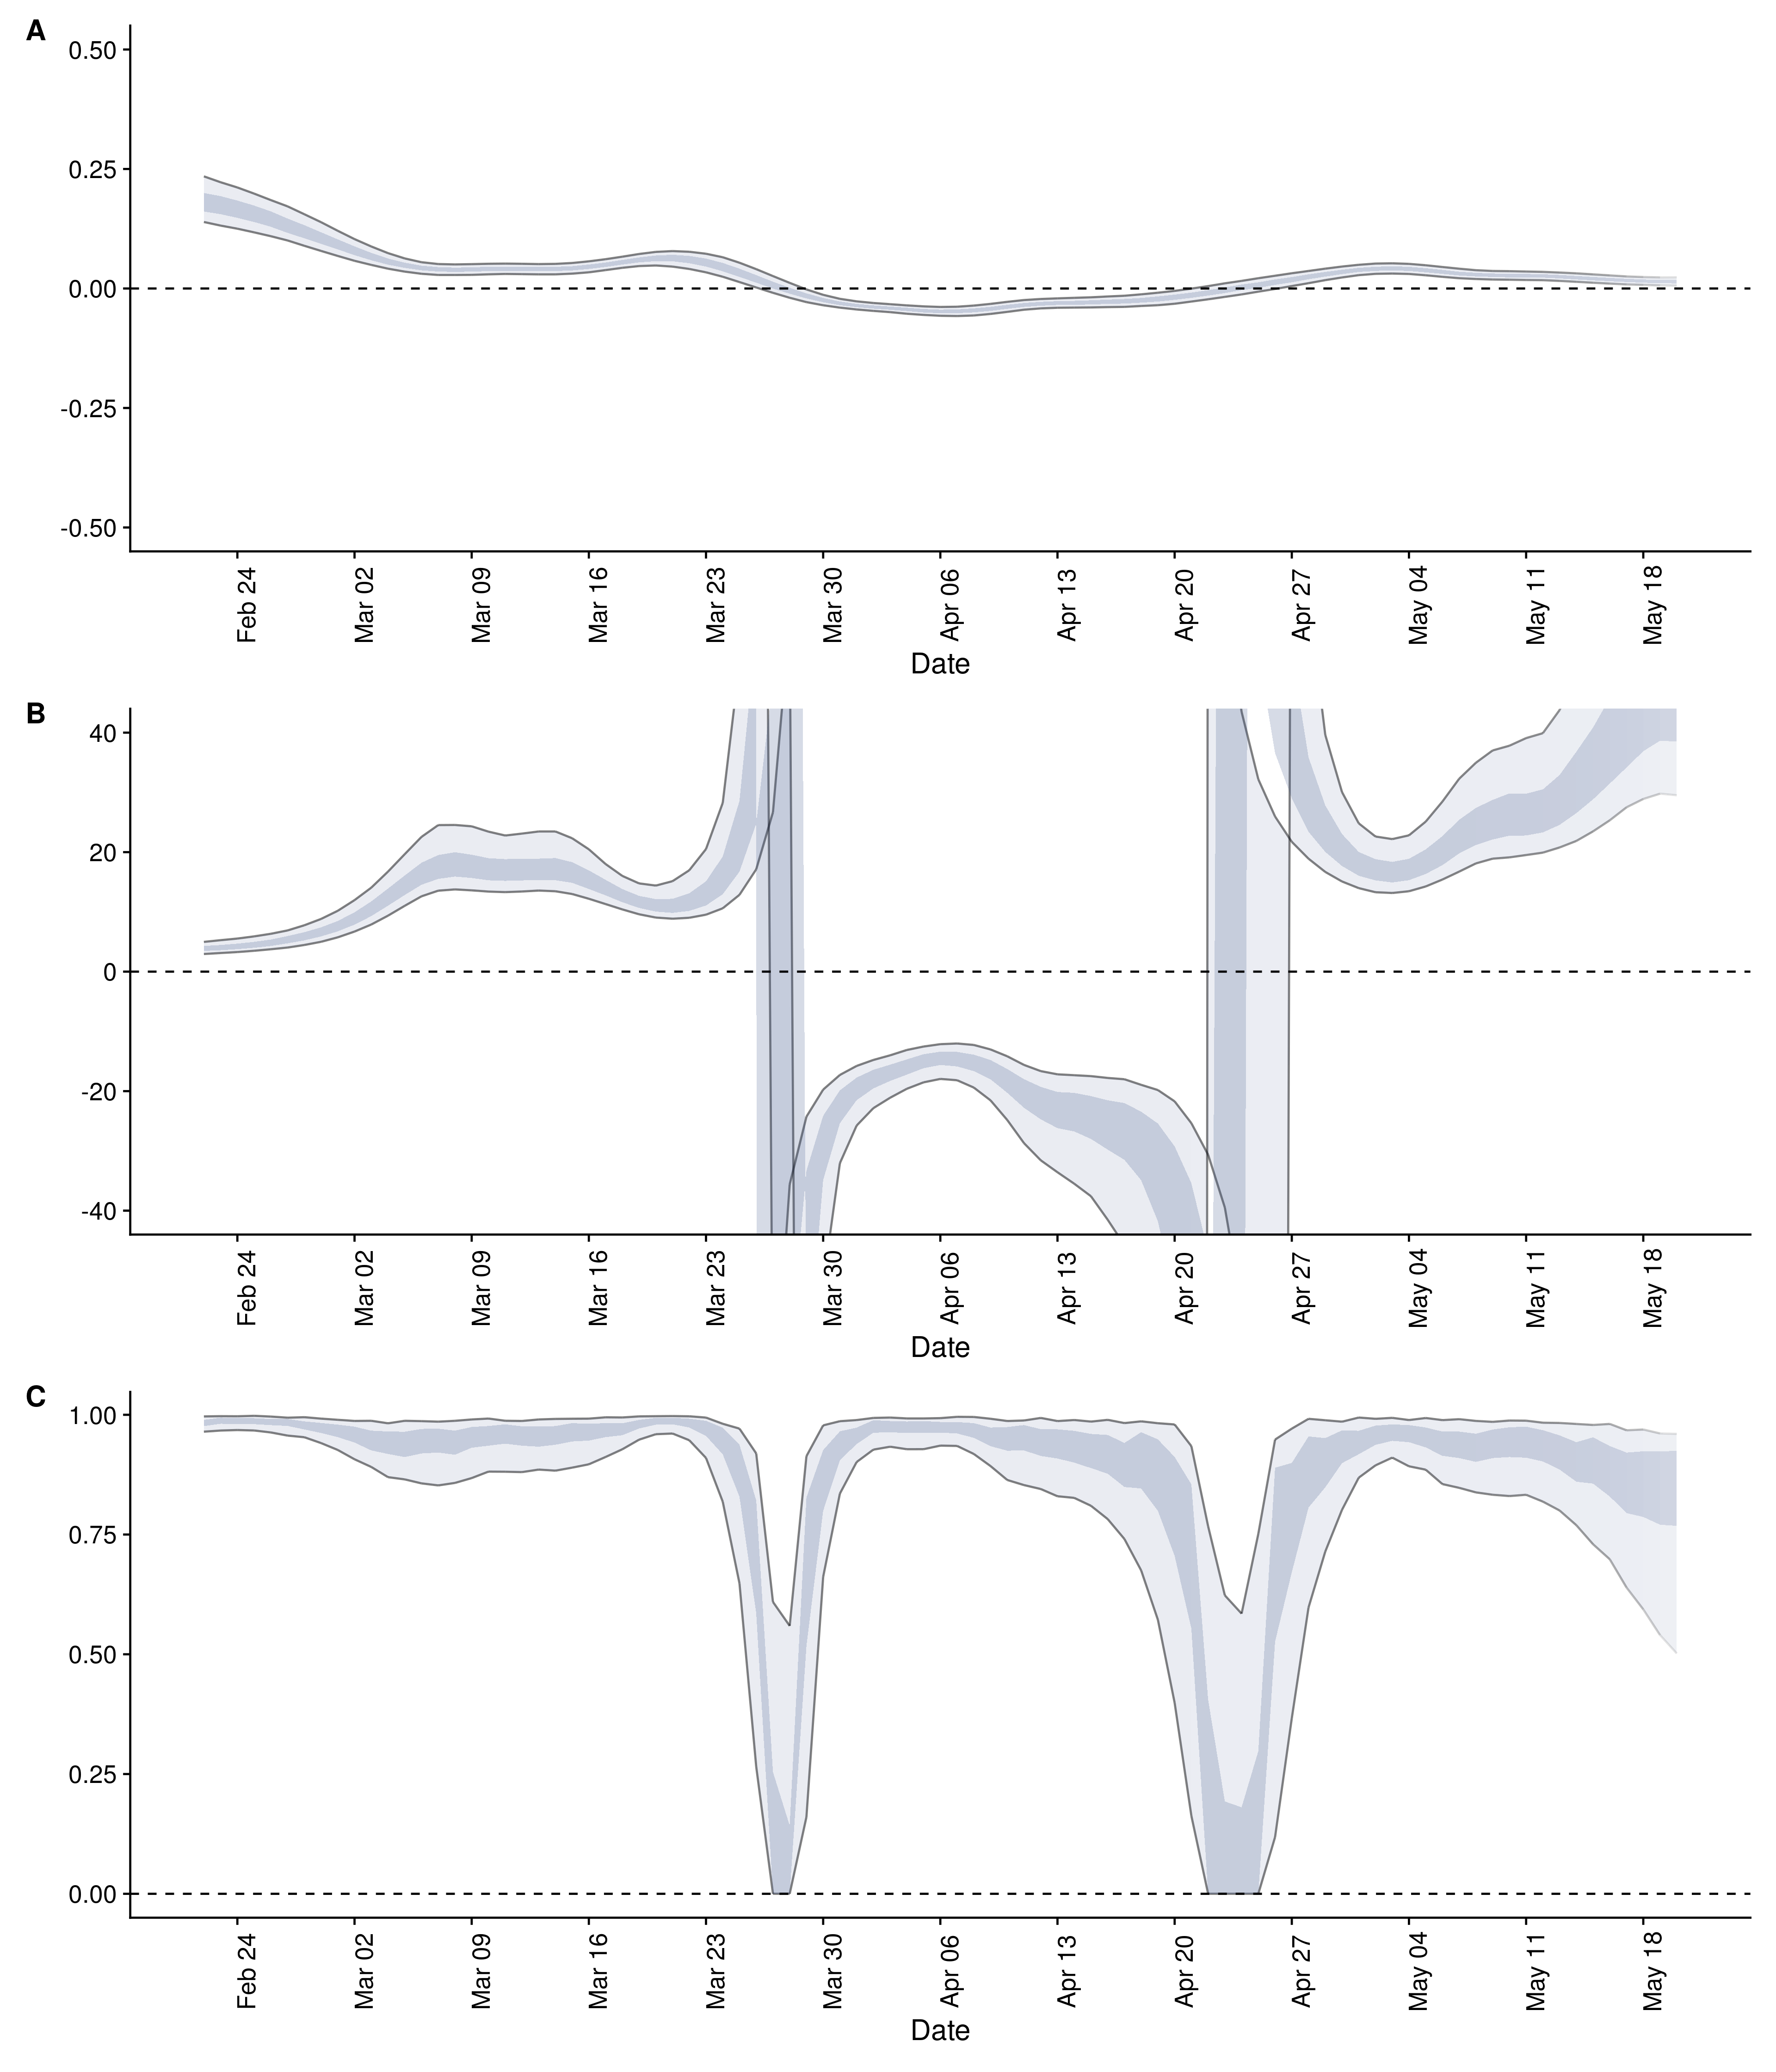 A
0.50
0.25
0.00
-0.25
-0.50
Feb 24
Mar 02
Mar 09
Mar 16
Mar 23
Mar 30
Apr 06
Apr 13
Apr 20
Apr 27
May 04
May 11
May 18
Date
B
40
20
0
-20
-40
Feb 24
Mar 02
Mar 09
Mar 16
Mar 23
Mar 30
Apr 06
Apr 13
Apr 20
Apr 27
May 04
May 11
May 18
Date
C
1.00
0.75
0.50
0.25
0.00
Feb 24
Mar 02
Mar 09
Mar 16
Mar 23
Mar 30
Apr 06
Apr 13
Apr 20
Apr 27
May 04
May 11
May 18
Date